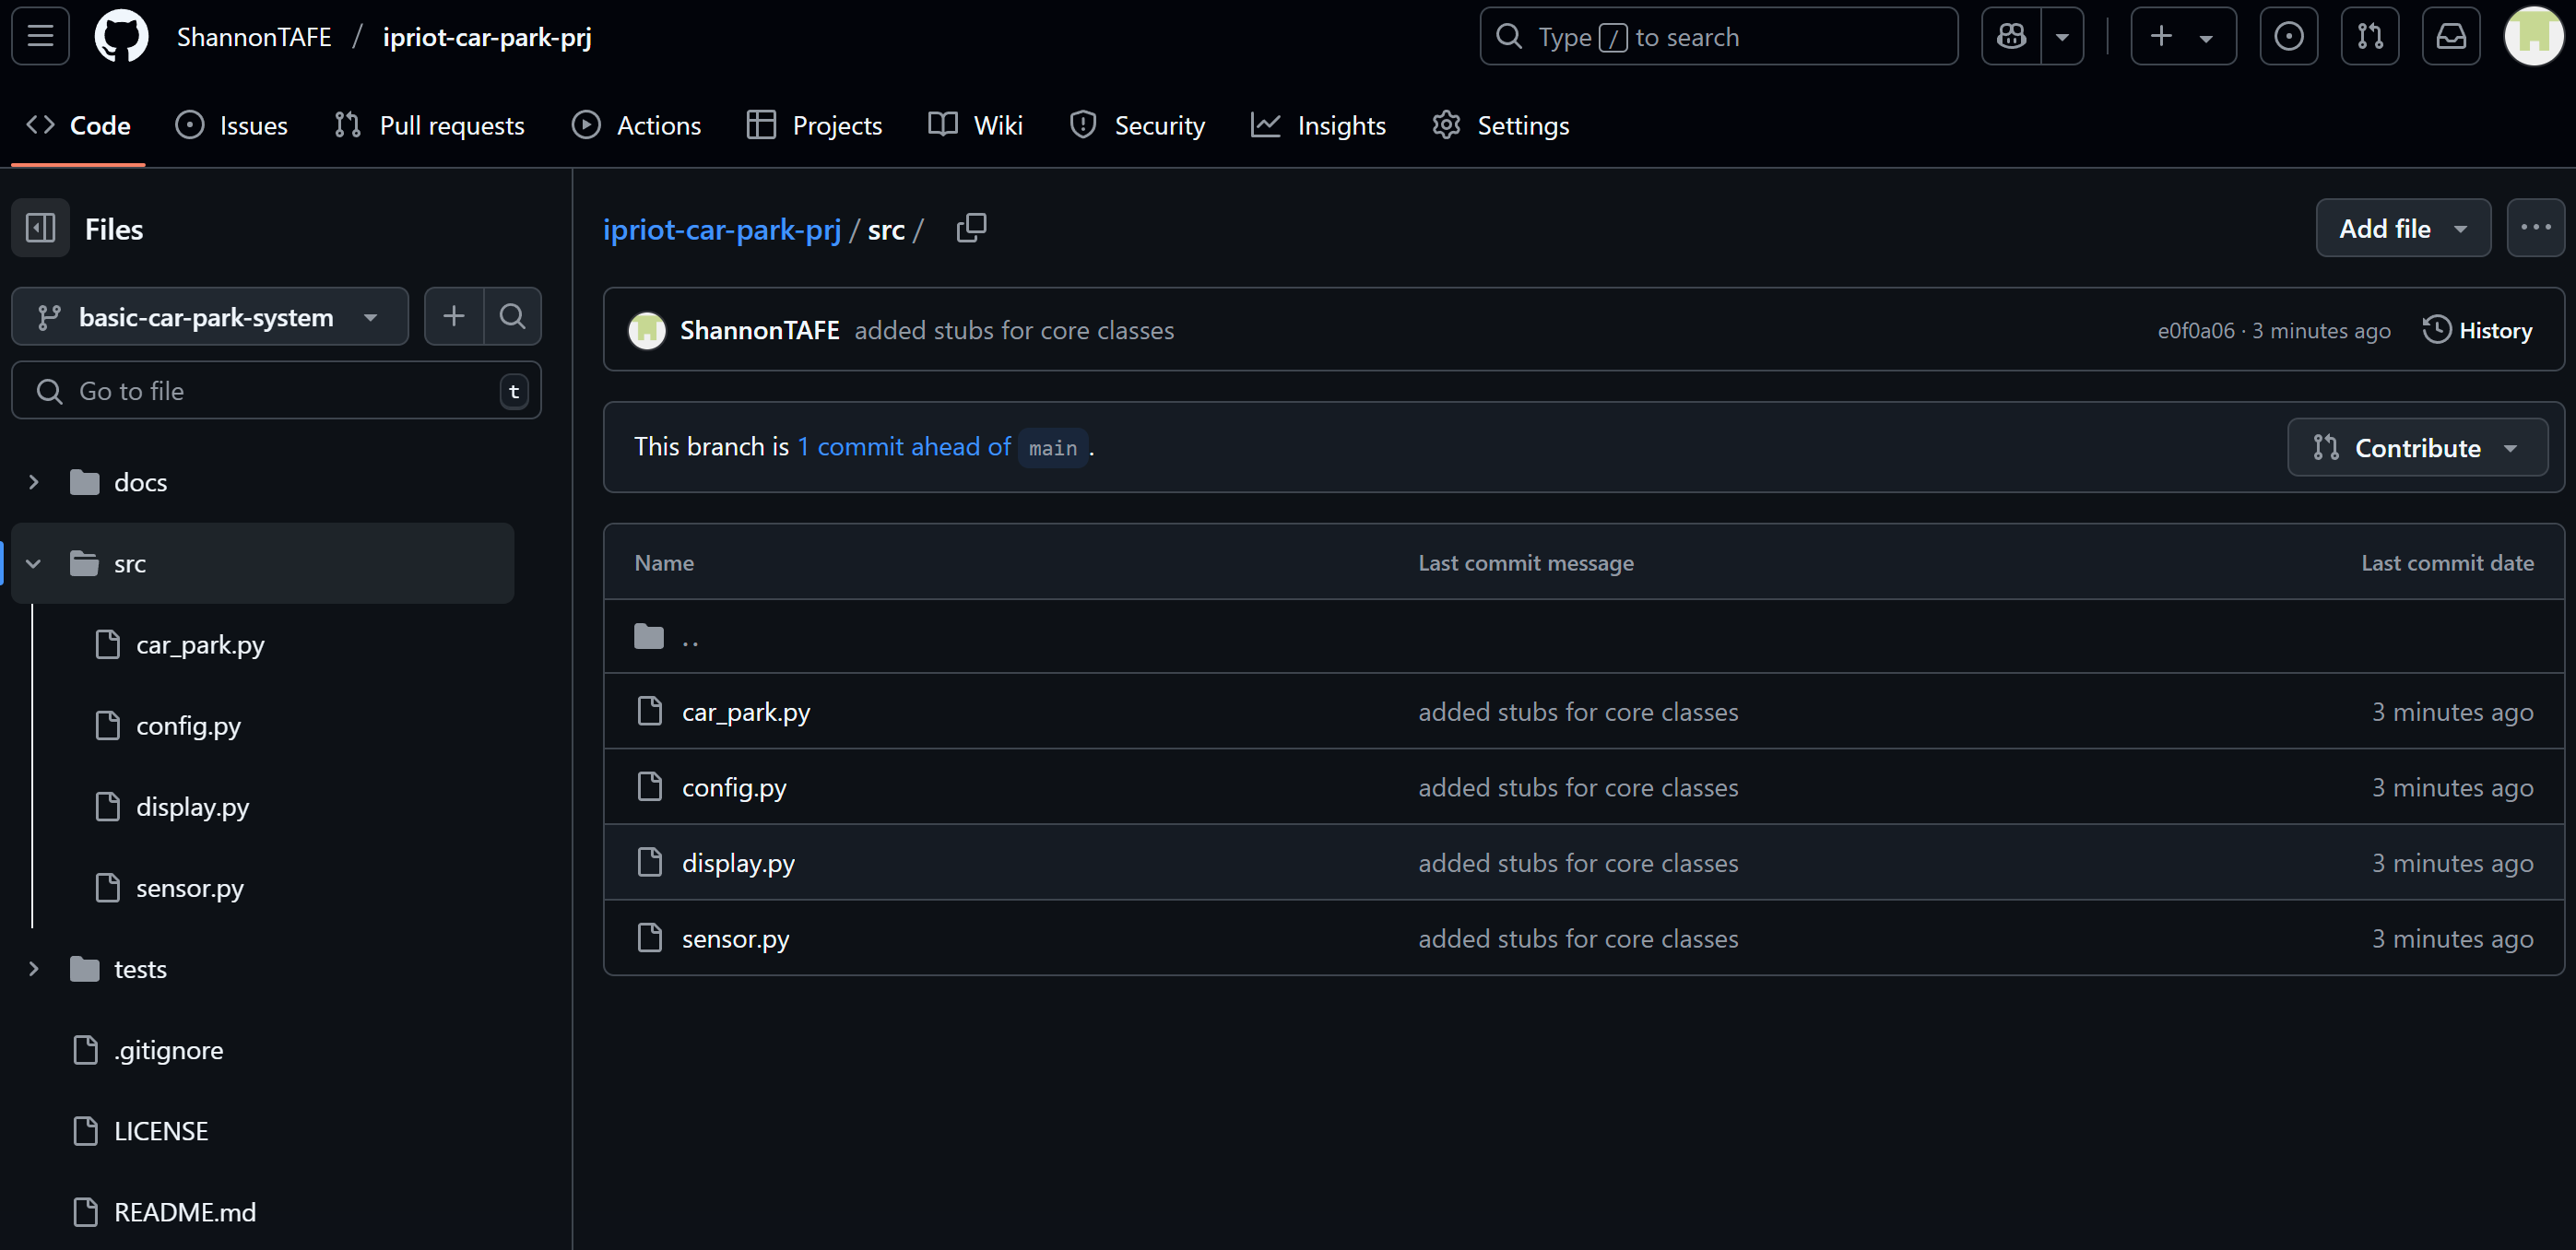 ShannonTAFE / ipriot-car-park-prj
Type / to search
Code Issues Pull requests Actions Projects Wiki Security Insights Settings
Files
basic-car-park-system
Go to file t
docs
src
car_park.py
config.py
display.py
sensor.py
tests
.gitignore
LICENSE
README.md
ipriot-car-park-prj / src /
Add file
ShannonTAFE added stubs for core classes e0f0a06 · 3 minutes ago History
This branch is 1 commit ahead of main.
Contribute
Name Last commit message Last commit date
..
car_park.py added stubs for core classes 3 minutes ago
config.py added stubs for core classes 3 minutes ago
display.py added stubs for core classes 3 minutes ago
sensor.py added stubs for core classes 3 minutes ago